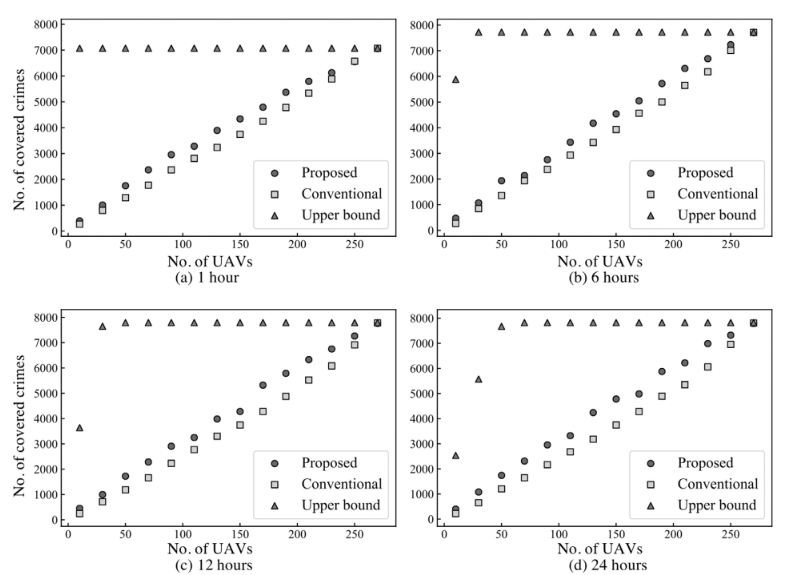 8000
7000
6000
5000
4000
3000
2000
1000
0
No. of covered crimes
Proposed
Conventional
Upper bound
0 50 100 150 200 250
No. of UAVs
(a) 1 hour
8000
7000
6000
5000
4000
3000
2000
1000
0
Proposed
Conventional
Upper bound
0 50 100 150 200 250
No. of UAVs
(b) 6 hours
8000
7000
6000
5000
4000
3000
2000
1000
0
No. of covered crimes
Proposed
Conventional
Upper bound
0 50 100 150 200 250
No. of UAVs
(c) 12 hours
8000
7000
6000
5000
4000
3000
2000
1000
0
Proposed
Conventional
Upper bound
0 50 100 150 200 250
No. of UAVs
(d) 24 hours